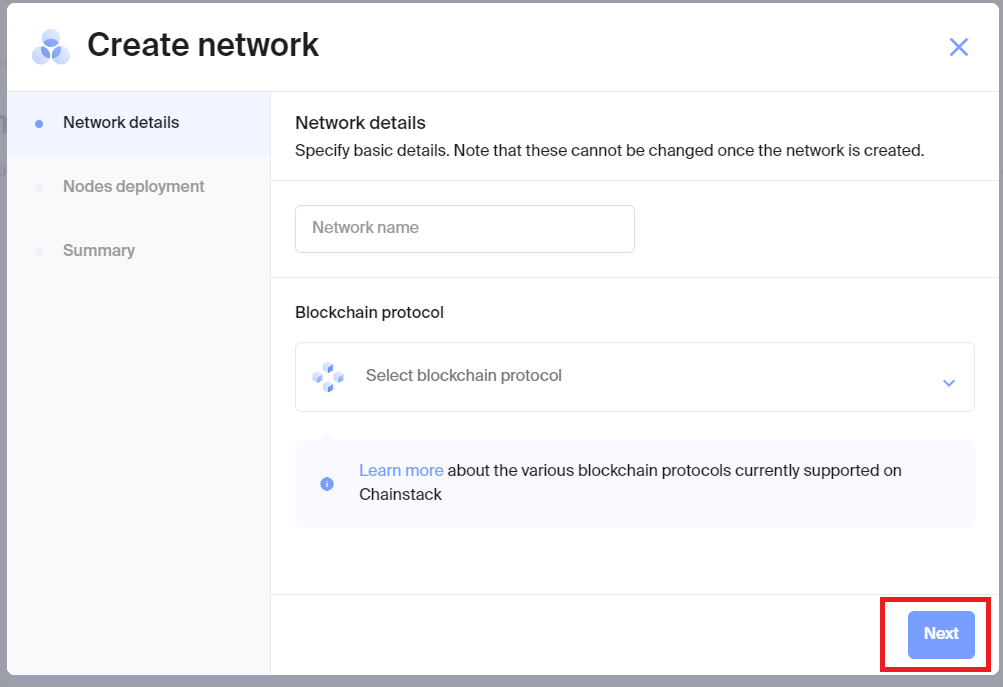 Create network
Network details
Nodes deployment
Summary
Network details
Specify basic details. Note that these cannot be changed once the network is created.
Network name
Blockchain protocol
Select blockchain protocol
Learn more about the various blockchain protocols currently supported on
Chainstack
Next